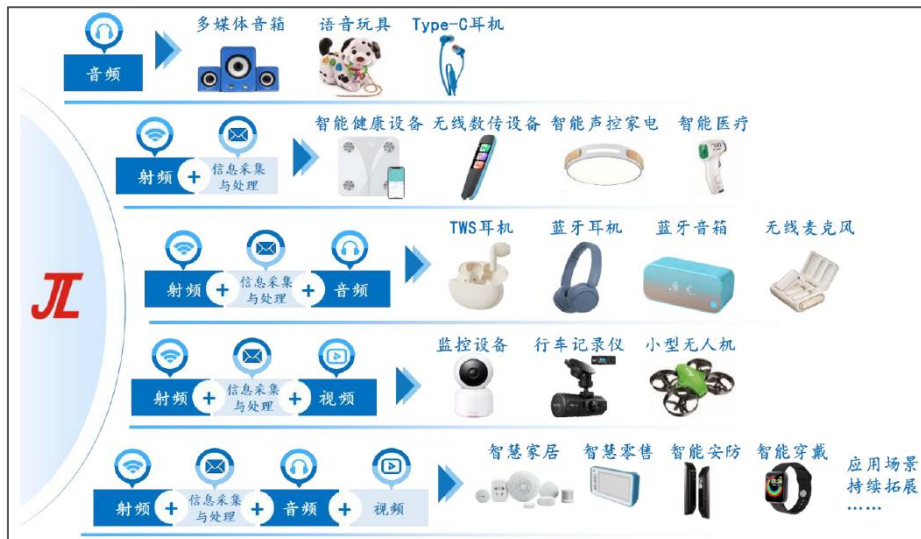 多媒体音箱 语音玩具 Type-C耳机
音频
智能健康设备 无线数传设备 智能声控家电 智能医疗
射频 + 信息采集与处理
TWS耳机 蓝牙耳机 蓝牙音箱 无线麦克风
射频 + 信息采集与处理 + 音频
JL
监控设备 行车记录仪 小型无人机
射频 + 信息采集与处理 + 视频
智慧家居 智慧零售 智能安防 智能穿戴
应用场景
持续拓展
……
射频 + 信息采集与处理 + 音频 + 视频